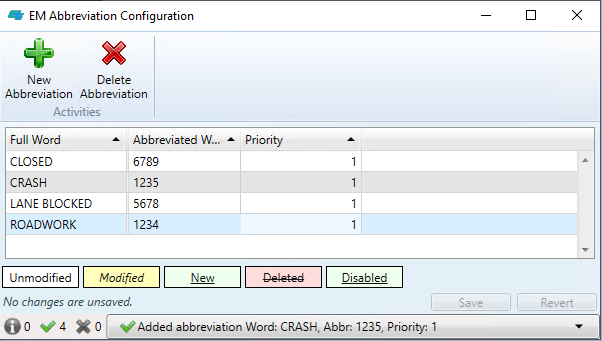 EM Abbreviation Configuration
New Abbreviation
Delete Abbreviation
Activities
Full Word Abbreviated W... Priority
CLOSED 6789 1
CRASH 1235 1
LANE BLOCKED 5678 1
ROADWORK 1234 1
Unmodified Modified New Deleted Disabled
No changes are unsaved. Save Revert
0 4 0 Added abbreviation Word: CRASH, Abbr: 1235, Priority: 1